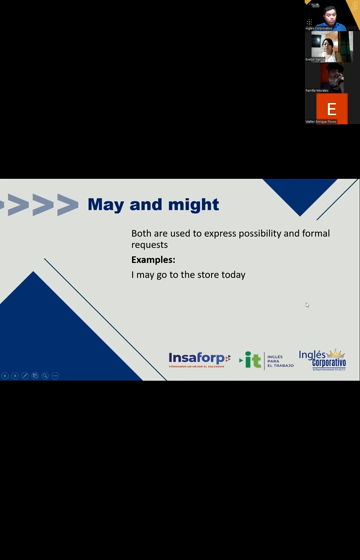 E
>>>> May and might
Both are used to express possibility and formal
requests
Examples:
I may go to the store today
Insaforp
it
INGLÉS
PARA
EL TRABAJO
Inglés
Corporativo